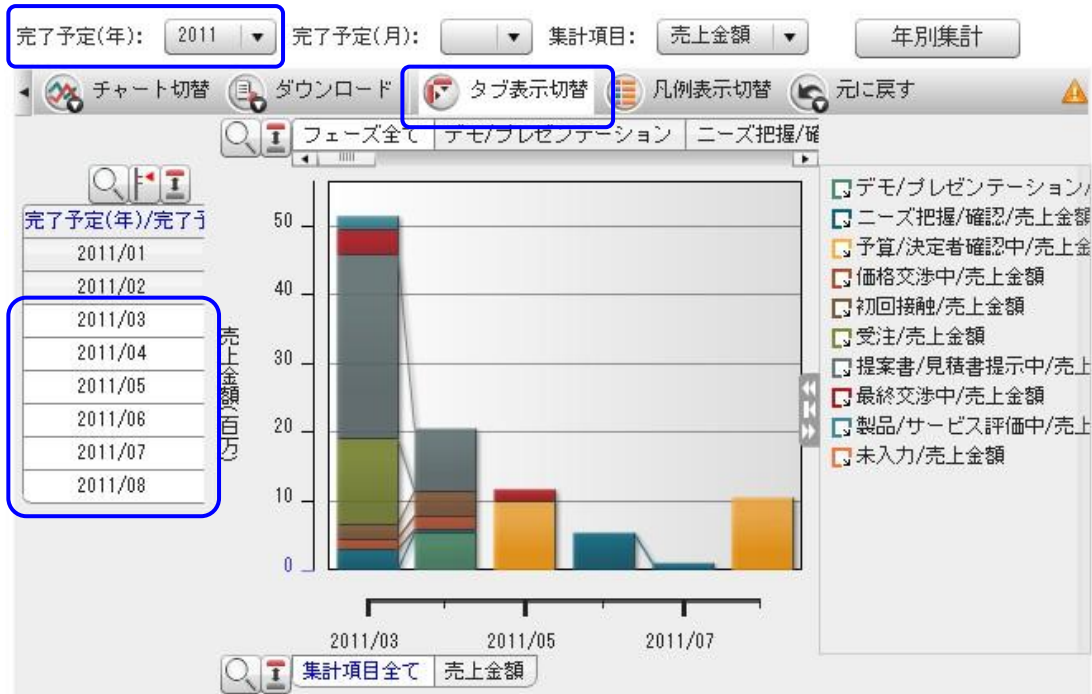 完了予定(年): 2011 完了予定(月): 集計項目: 売上金額 年別集計
チャート切替 ダウンロード タブ表示切替 凡例表示切替 元に戻す
フェーズ全て デモ/プレゼンテーション ニーズ把握/確
完了予定(年)/完了予
2011/01
2011/02
2011/03
2011/04
2011/05
2011/06
2011/07
2011/08
売上金額(百万)
50
40
30
20
10
0
2011/03 2011/05 2011/07
デモ/プレゼンテーション/
ニーズ把握/確認/売上金額
予算/決定者確認中/売上金
価格交渉中/売上金額
初回接触/売上金額
受注/売上金額
提案書/見積書提示中/売上
最終交渉中/売上金額
製品/サービス評価中/売上
未入力/売上金額
集計項目全て 売上金額